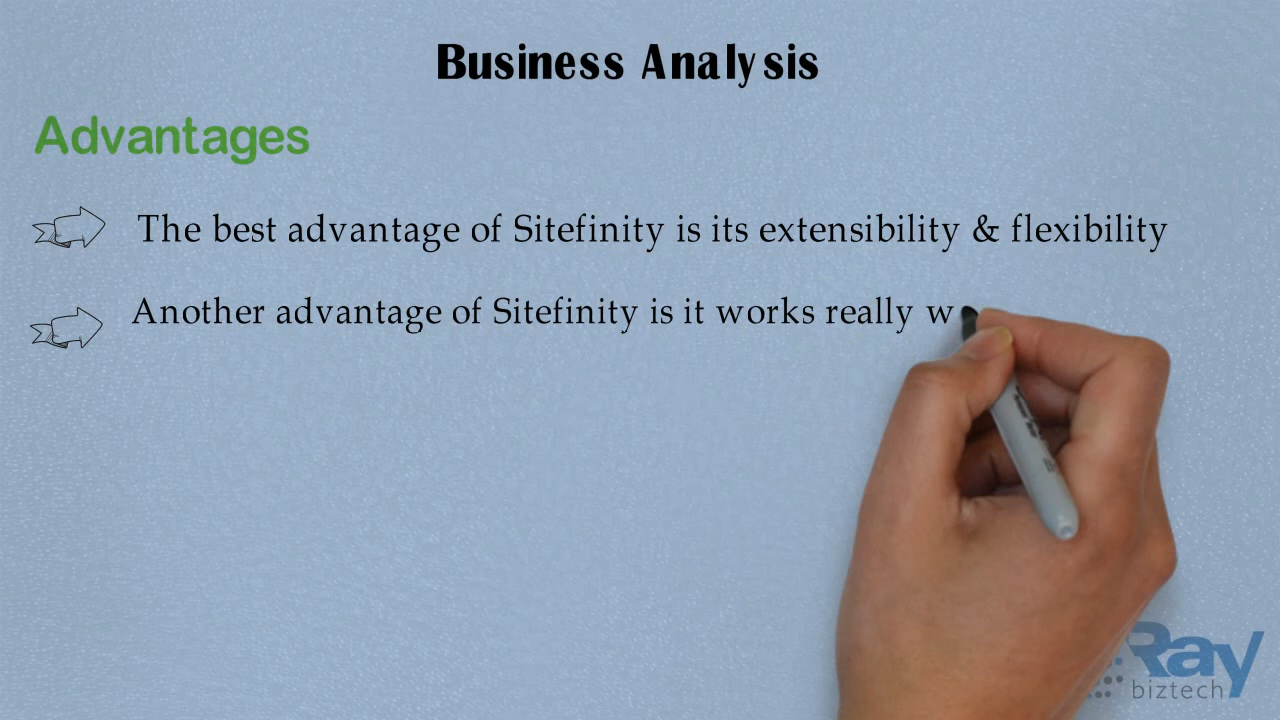 Business Analysis
Advantages
The best advantage of Sitefinity is its extensibility & flexibility
Another advantage of Sitefinity is it works really w
Ray
biztech